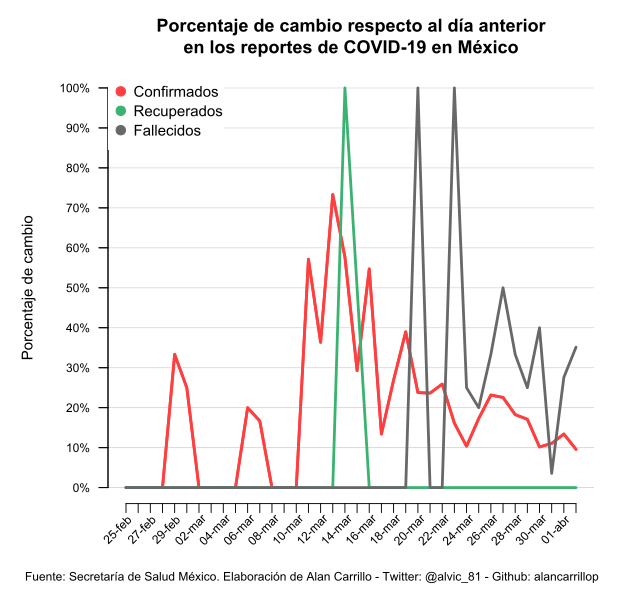 Porcentaje de cambio respecto al día anterior
en los reportes de COVID-19 en México
Confirmados
Recuperados
Fallecidos
Porcentaje de cambio
100%
90%
80%
70%
60%
50%
40%
30%
20%
10%
0%
25-feb
27-feb
29-feb
02-mar
04-mar
06-mar
08-mar
10-mar
12-mar
14-mar
16-mar
18-mar
20-mar
22-mar
24-mar
26-mar
28-mar
30-mar
01-abr
Fuente: Secretaría de Salud México. Elaboración de Alan Carrillo - Twitter: @alvic_81 - Github: alancarrillop